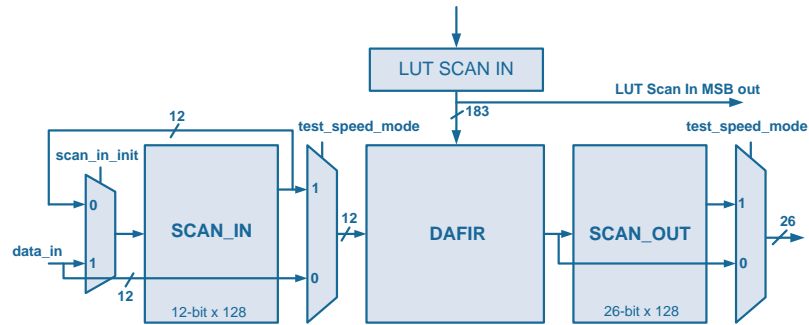 LUT SCAN IN
LUT Scan In MSB out
183
12
test_speed_mode
test_speed_mode
scan_in_init
0
1
1
SCAN_IN
12
DAFIR
SCAN_OUT
26
data_in
1
12
0
0
12-bit x 128
26-bit x 128